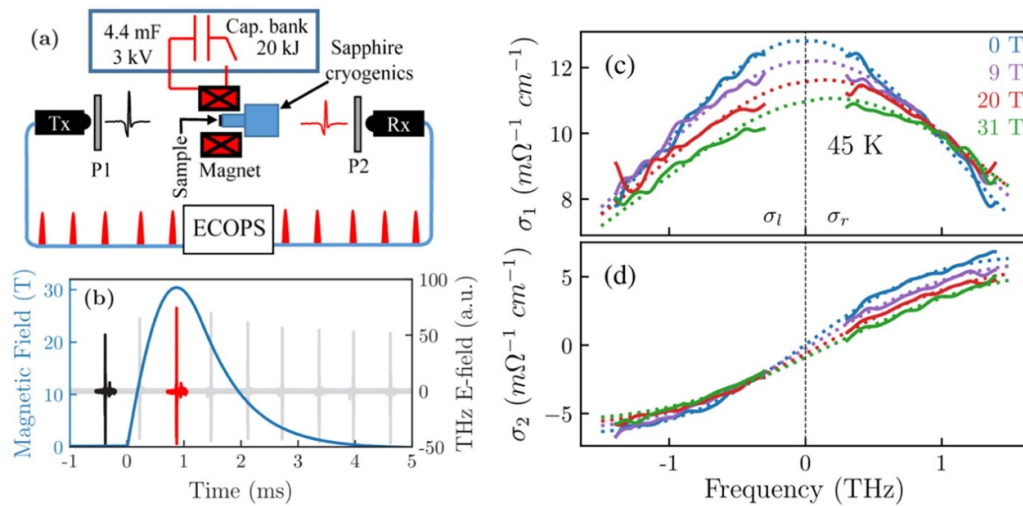 (a)
4.4 mF
3 kV
Cap. bank
20 kJ
Sapphire
cryogenics
Tx
P1
Sample
Magnet
P2
Rx
ECOPS
(b)
Magnetic Field (T)
30
20
10
0
100
50
0
-50
THz E-field (a.u.)
-1 0 1 2 3 4 5
Time (ms)
(c)
0 T
9 T
20 T
31 T
45 K
σ₁ (mΩ⁻¹ cm⁻¹)
12
10
8
σₗ σᵣ
(d)
σ₂ (mΩ⁻¹ cm⁻¹)
5
0
−5
-1 0 1
Frequency (THz)